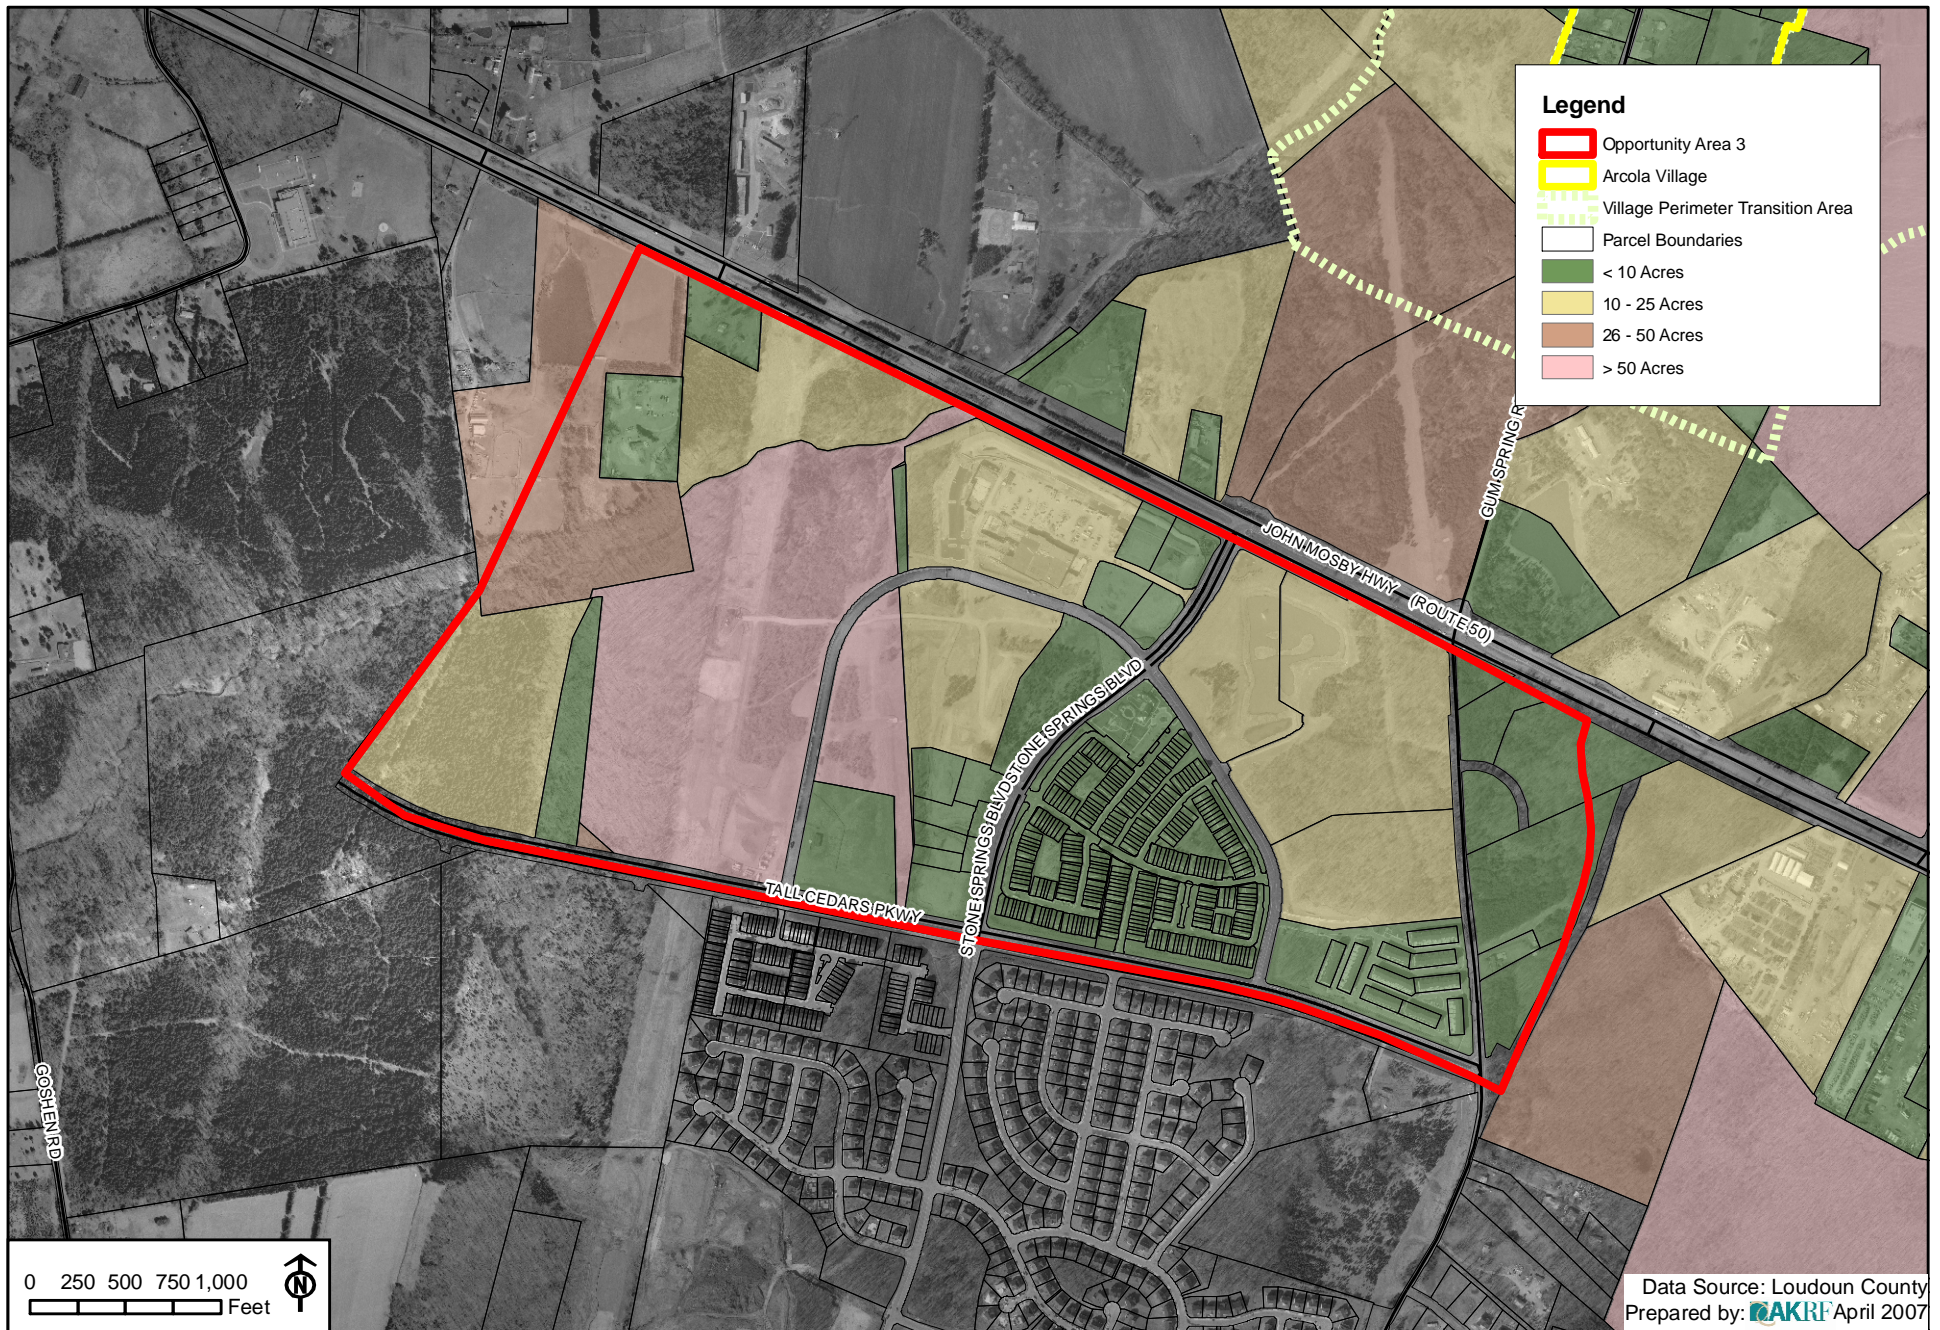 Legend
Opportunity Area 3
Arcola Village
Village Perimeter Transition Area
Parcel Boundaries
< 10 Acres
10 - 25 Acres
26 - 50 Acres
> 50 Acres
GUM SPRING R
JOHN MOSBY HWY (ROUTE 50)
STONE SPRINGS BLVD
STONE SPRINGS BLVD
TALL CEDARS PKWY
STONE SPRINGS BLVD
GOSHEN RD
0 250 500 750 1,000
Feet
N
Data Source: Loudoun County
Prepared by: AKRF April 2007